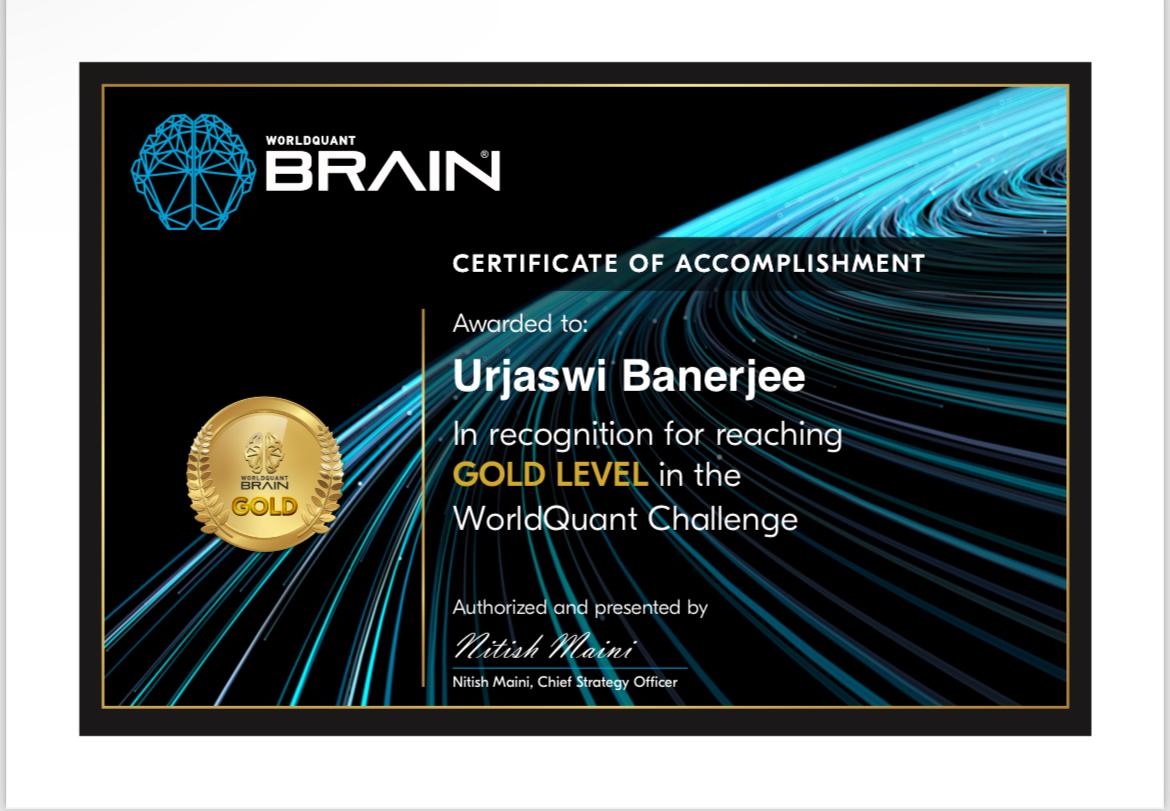 WORLDQUANT
BRAIN®
CERTIFICATE OF ACCOMPLISHMENT
Awarded to:
Urjaswi Banerjee
In recognition for reaching
GOLD LEVEL in the
WorldQuant Challenge
WORLDQUANT
BRAIN
GOLD
Authorized and presented by
Nitish Maini
Nitish Maini, Chief Strategy Officer